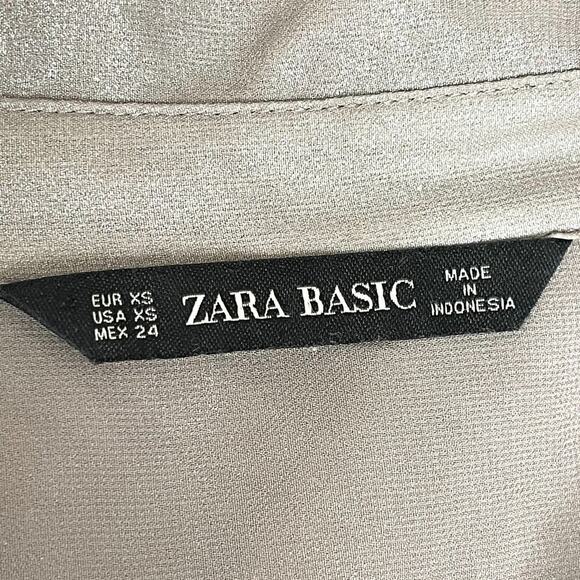 EUR XS
USA XS
MEX 24
ZARA BASIC
MADE
IN
INDONESIA